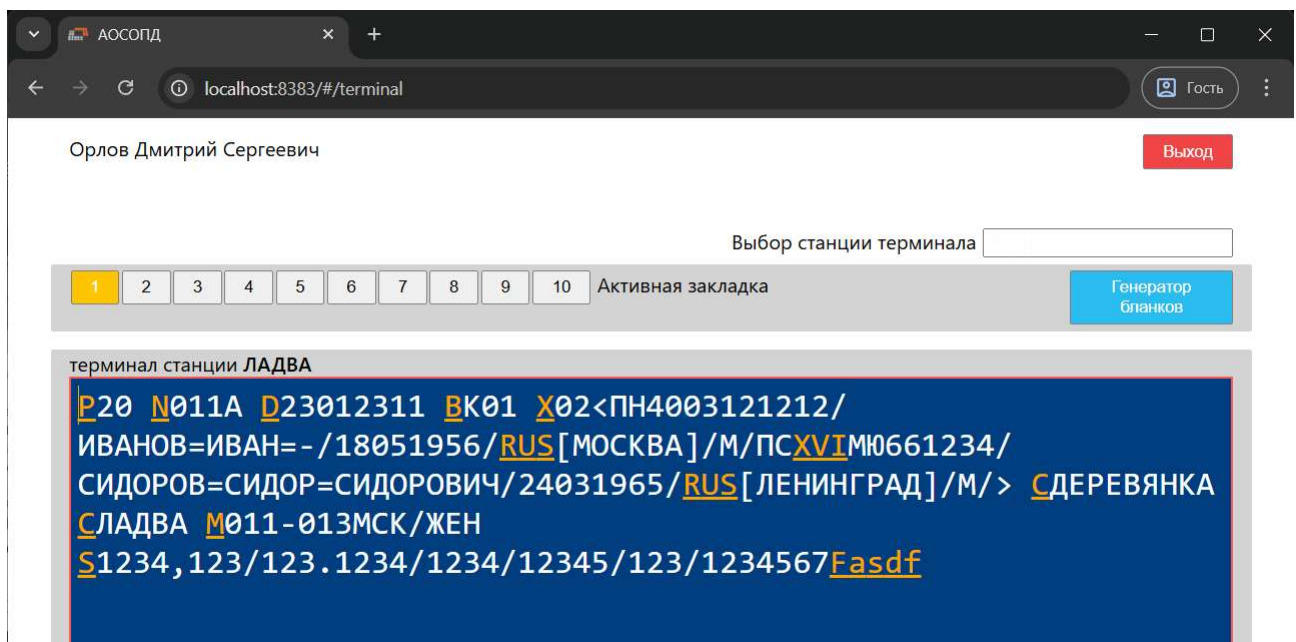 АОСОПД
localhost:8383/#/terminal
Гость
Орлов Дмитрий Сергеевич
Выход
Выбор станции терминала
1 2 3 4 5 6 7 8 9 10 Активная закладка
Генератор
бланков
терминал станции ЛАДВА
P20 N011А D23012311 BК01 X02<ПН4003121212/
ИВАНОВ=ИВАН=-/18051956/RUS[МОСКВА]/М/ПСXVIМЮ661234/
СИДОРОВ=СИДОР=СИДОРОВИЧ/24031965/RUS[ЛЕНИНГРАД]/М/> CДЕРЕВЯНКА
CЛАДВА M011-013МСК/ЖЕН
S1234,123/123.1234/1234/12345/123/1234567Fasdf